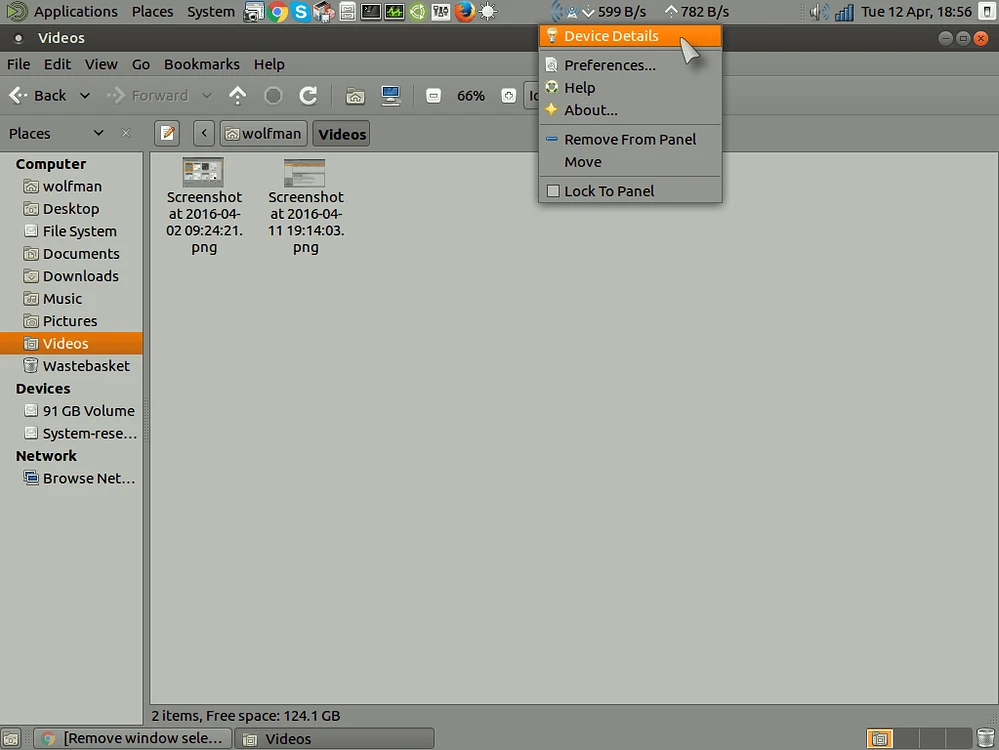 Applications Places System 599 B/s 782 B/s Tue 12 Apr, 18:56
Videos
File Edit View Go Bookmarks Help
Back Forward 66%
Places wolfman Videos
Device Details
Preferences...
Help
About...
Remove From Panel
Move
Lock To Panel
Computer
wolfman
Desktop
File System
Documents
Downloads
Music
Pictures
Videos
Wastebasket
Devices
91 GB Volume
System-rese...
Network
Browse Net...
Screenshot
at 2016-04-
02 09:24:21.
png
Screenshot
at 2016-04-
11 19:14:03.
png
2 items, Free space: 124.1 GB
[Remove window sele... Videos